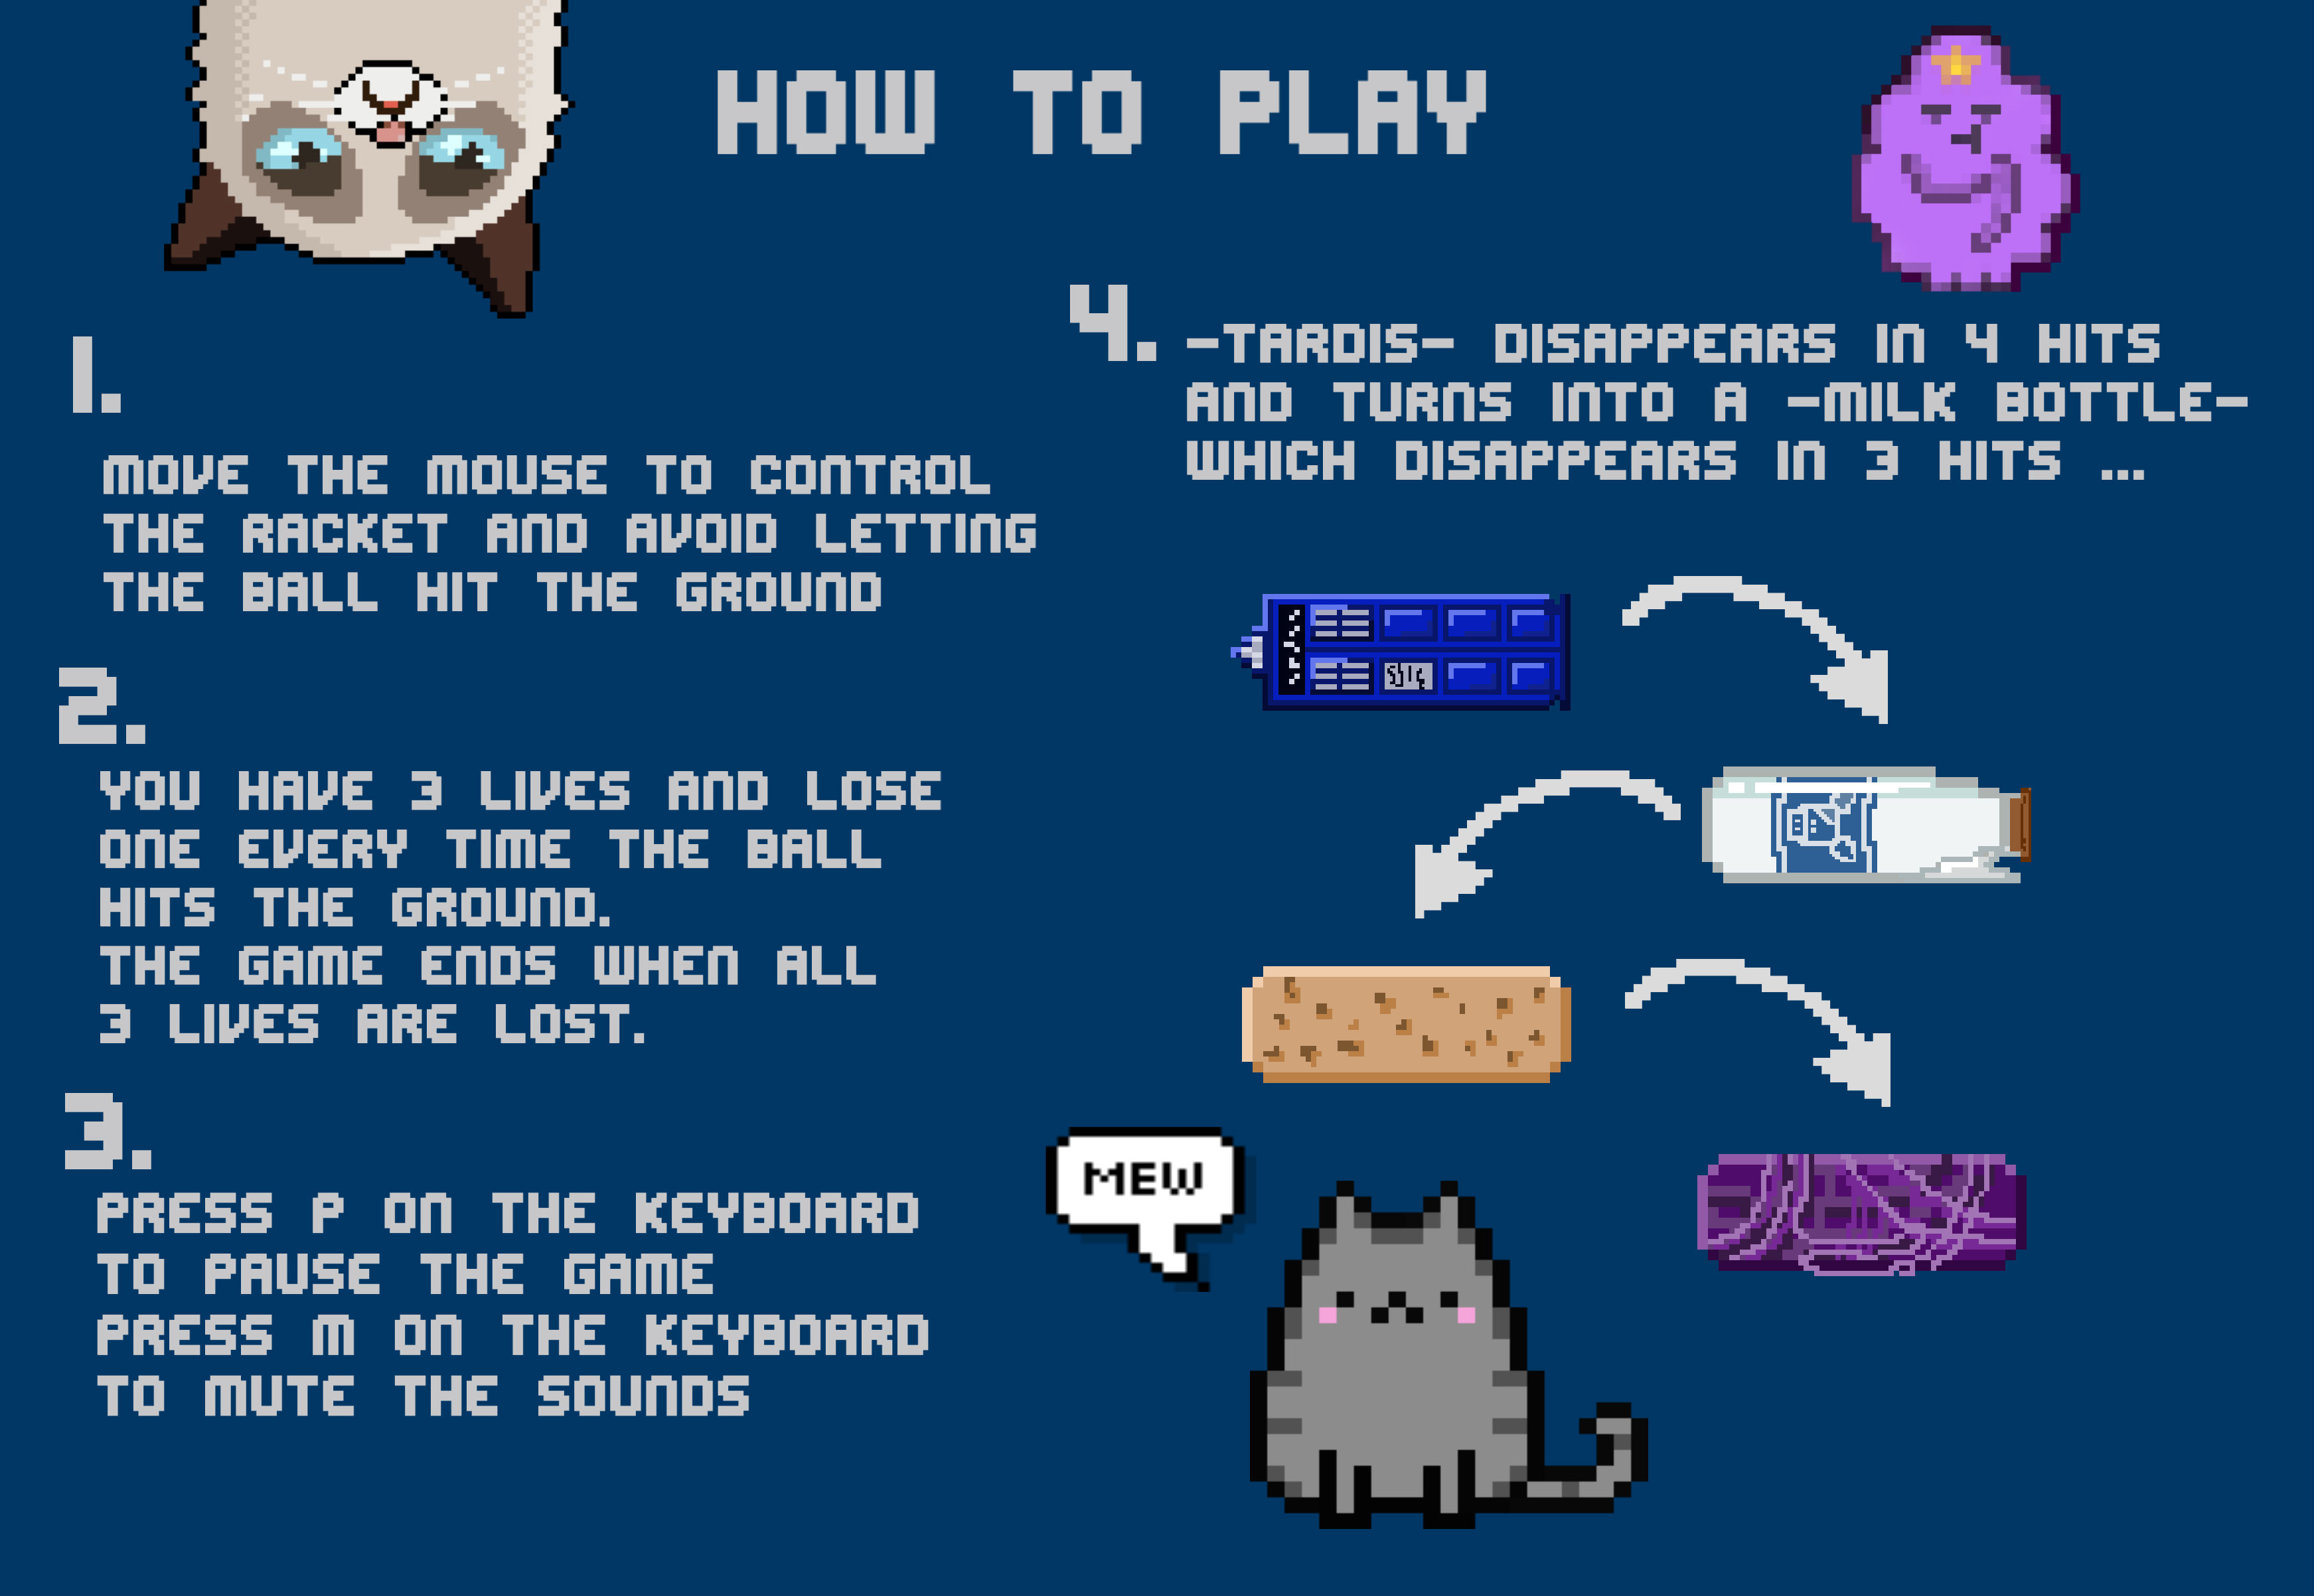 HOW TO PLAY
1.
MOVE THE MOUSE TO CONTROL
THE RACKET AND AVOID LETTING
THE BALL HIT THE GROUND
2.
YOU HAVE 3 LIVES AND LOSE
ONE EVERY TIME THE BALL
HITS THE GROUND.
THE GAME ENDS WHEN ALL
3 LIVES ARE LOST.
3.
PRESS P ON THE KEYBOARD
TO PAUSE THE GAME
PRESS M ON THE KEYBOARD
TO MUTE THE SOUNDS
4. -TARDIS- DISAPPEARS IN 4 HITS
AND TURNS INTO A -MILK BOTTLE-
WHICH DISAPPEARS IN 3 HITS ...
MEW